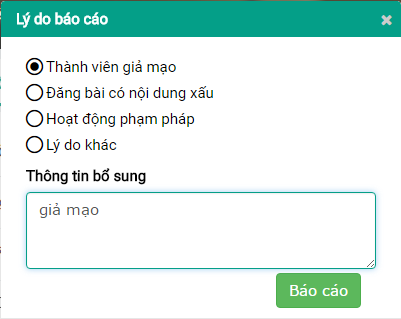 Lý do báo cáo
Thành viên giả mạo
Đăng bài có nội dung xấu
Hoạt động phạm pháp
Lý do khác
Thông tin bổ sung
giả mạo
Báo cáo